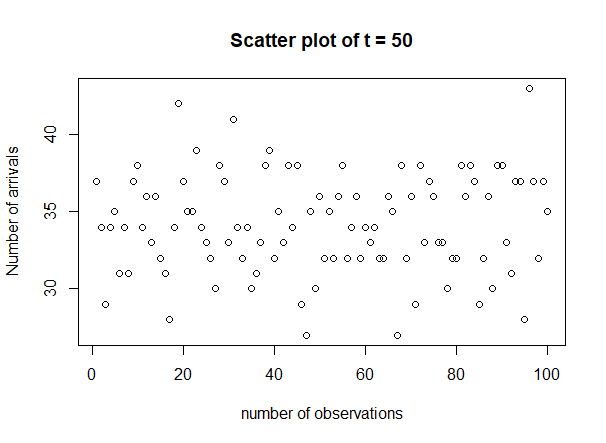 Scatter plot of t = 50
Number of arrivals
40
35
30
0 20 40 60 80 100
number of observations